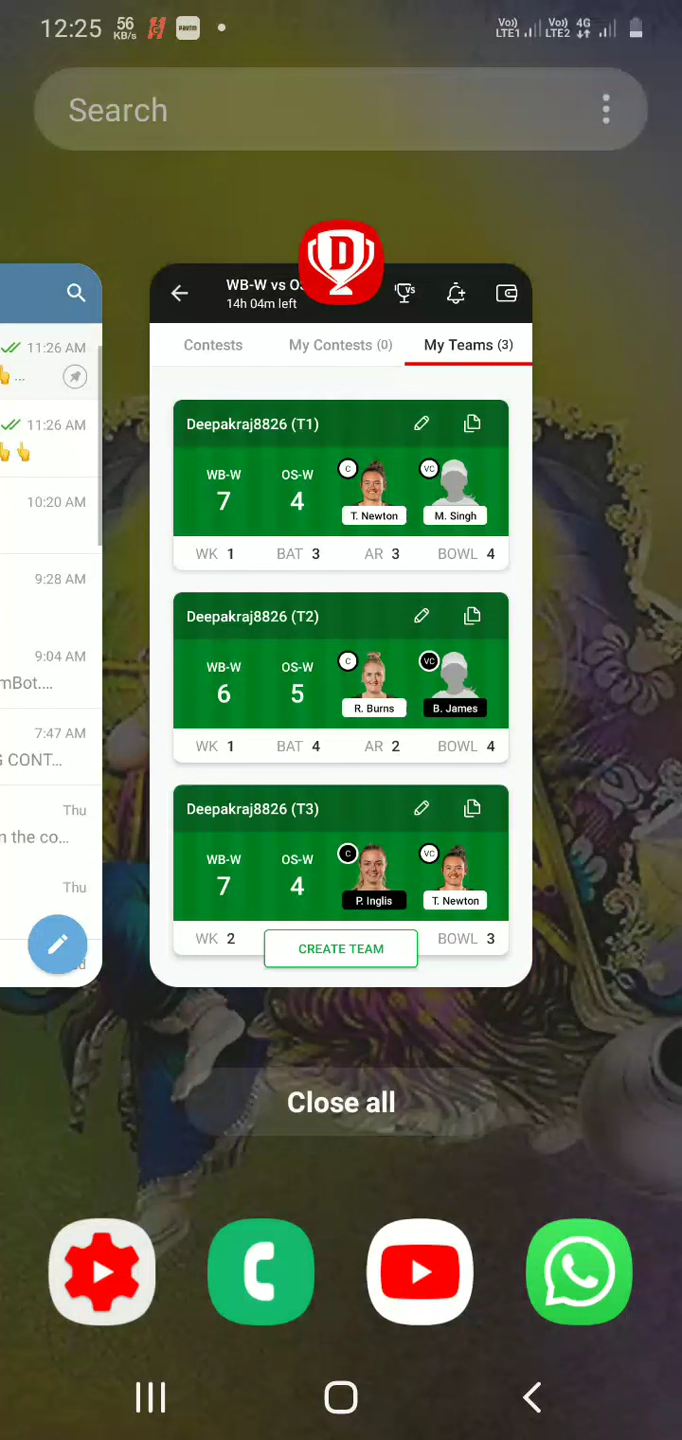 12:25
56
KB/s
paytm
Vo))
LTE1
Vo))
LTE2
4G
Search
D
WB-W vs OS
14h 04m left
VS
Contests
My Contests (0)
My Teams (3)
11:26 AM
...
11:26 AM
10:20 AM
9:28 AM
9:04 AM
mBot....
7:47 AM
G CONT...
Thu
n the co...
Thu
Deepakraj8826 (T1)
WB-W
OS-W
7
4
C
VC
T. Newton
M. Singh
WK 1
BAT 3
AR 3
BOWL 4
Deepakraj8826 (T2)
WB-W
OS-W
6
5
C
VC
R. Burns
B. James
WK 1
BAT 4
AR 2
BOWL 4
Deepakraj8826 (T3)
WB-W
OS-W
7
4
C
VC
P. Inglis
T. Newton
WK 2
BOWL 3
CREATE TEAM
Close all